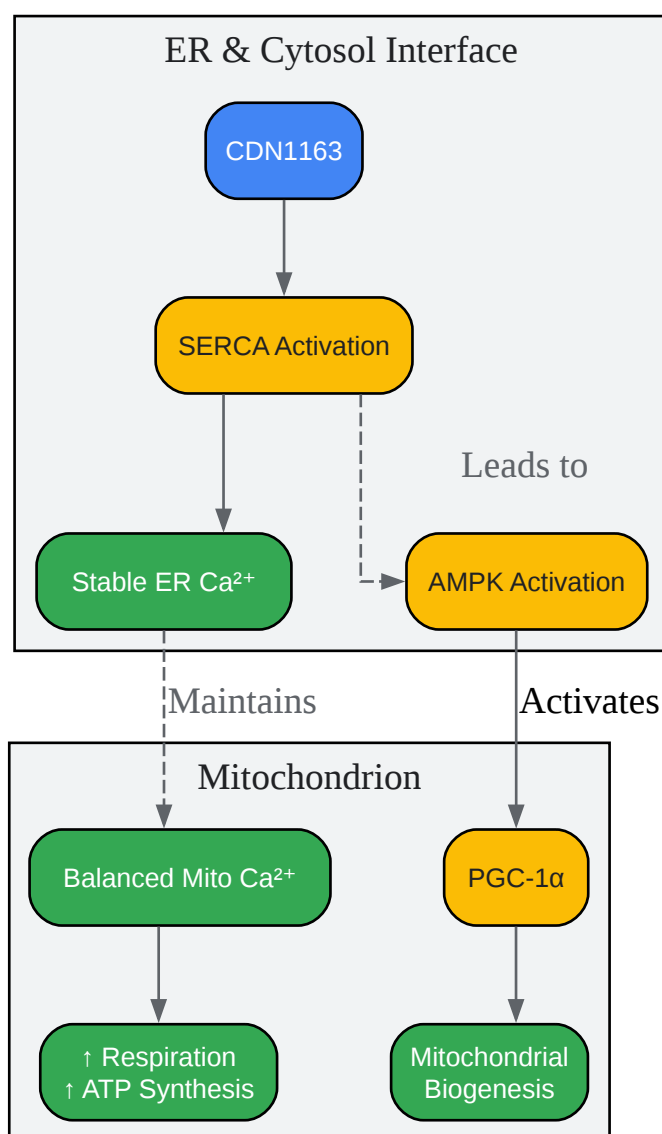 ER & Cytosol Interface
CDN1163
SERCA Activation
Leads to
Stable ER Ca²⁺
AMPK Activation
Maintains
Activates
Mitochondrion
Balanced Mito Ca²⁺
PGC-1α
↑ Respiration
↑ ATP Synthesis
Mitochondrial
Biogenesis